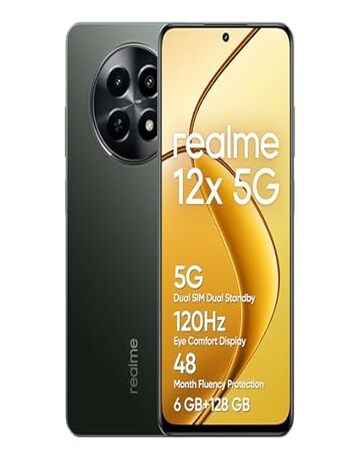 realme
realme
12x 5G
5G
Dual SIM Dual Standby
120Hz
Eye Comfort Display
48
Month Fluency Protection
6 GB+128 GB